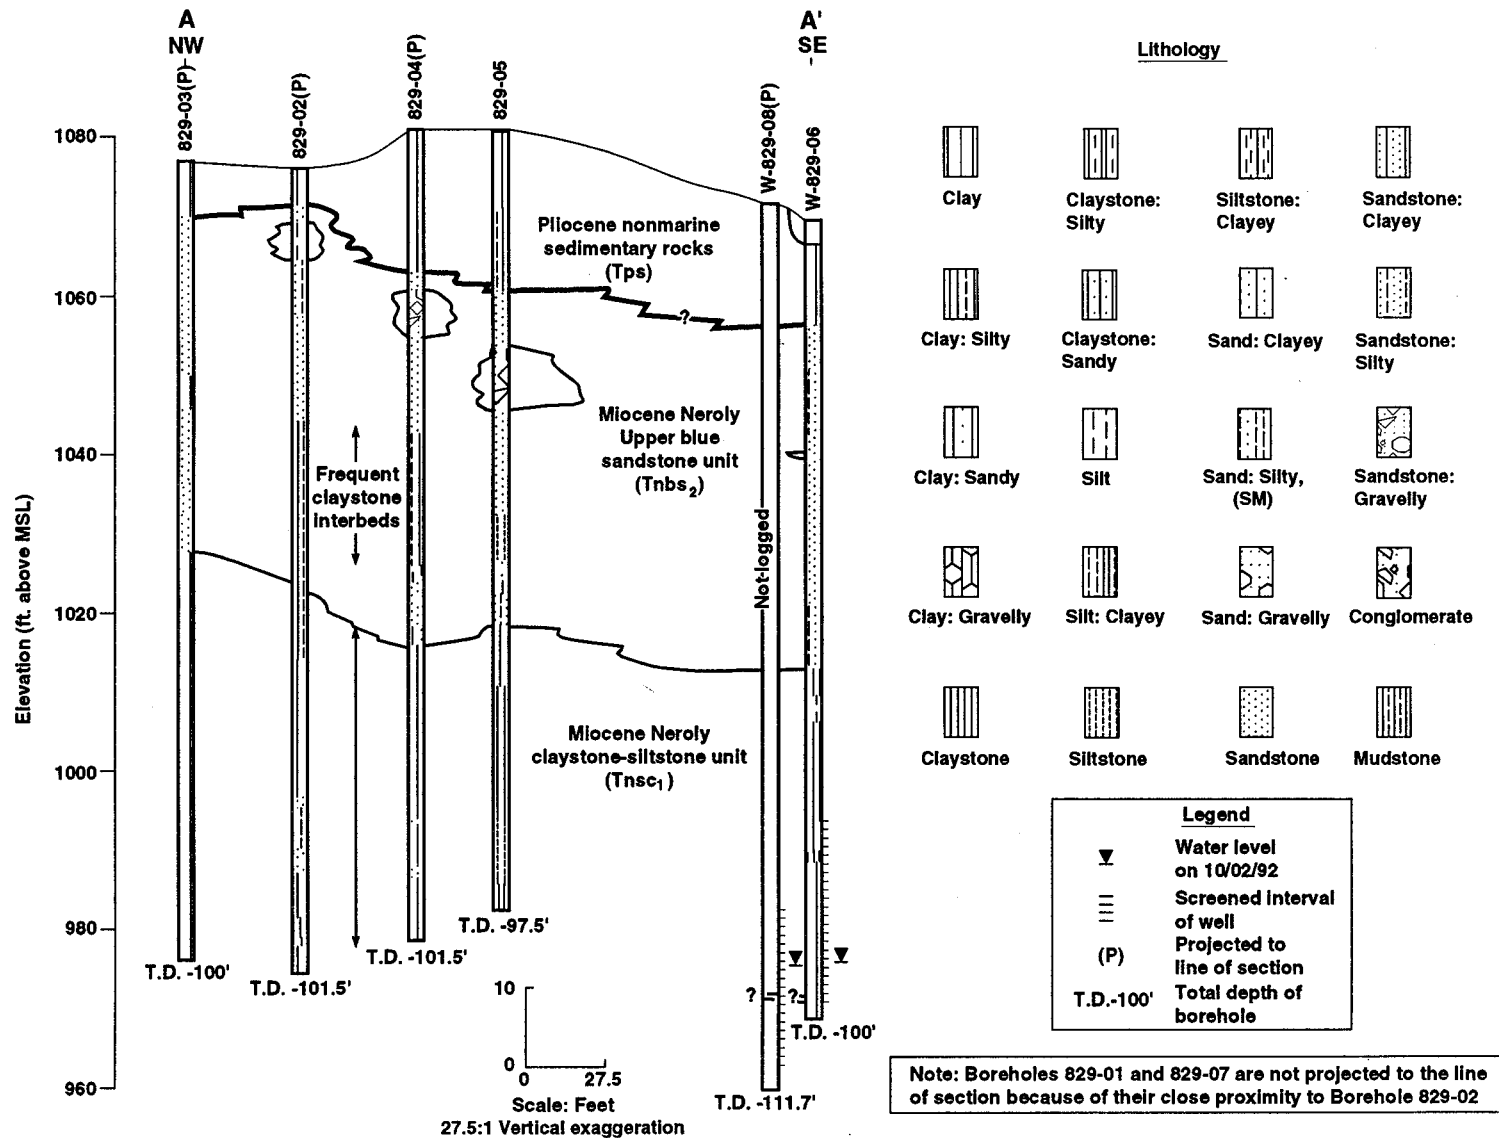 A
NW
A'
SE
829-03(P)
829-02(P)
829-04(P)
829-05
W-829-08(P)
W-829-06
Elevation (ft. above MSL)
1080
1060
1040
1020
1000
980
960
Pliocene nonmarine
sedimentary rocks
(Tps)
?
Miocene Neroly
Upper blue
sandstone unit
(Tnbs2)
Frequent
claystone
interbeds
Not logged
Miocene Neroly
claystone-siltstone unit
(Tnsc1)
T.D. -100'
T.D. -101.5'
T.D. -101.5'
T.D. -97.5'
?
?
T.D. -100'
T.D. -111.7'
10
0
0 27.5
Scale: Feet
27.5:1 Vertical exaggeration
Lithology
Clay
Claystone:
Silty
Siltstone:
Clayey
Sandstone:
Clayey
Clay: Silty
Claystone:
Sandy
Sand: Clayey
Sandstone:
Silty
Clay: Sandy
Silt
Sand: Silty,
(SM)
Sandstone:
Gravelly
Clay: Gravelly
Silt: Clayey
Sand: Gravelly
Conglomerate
Claystone
Siltstone
Sandstone
Mudstone
Legend
Water level
on 10/02/92
Screened interval
of well
(P) Projected to
line of section
T.D.-100' Total depth of
borehole
Note: Boreholes 829-01 and 829-07 are not projected to the line
of section because of their close proximity to Borehole 829-02